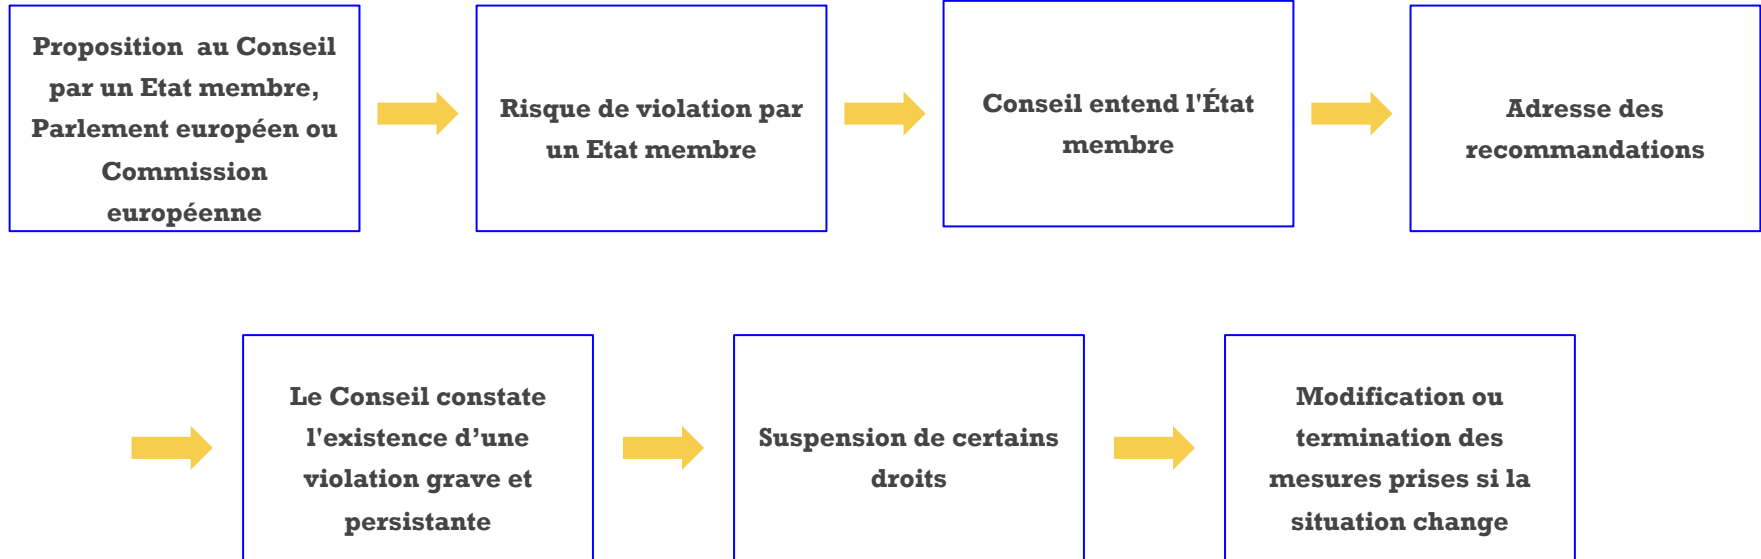 Proposition au Conseil
par un Etat membre,
Parlement européen ou
Commission
européenne
Risque de violation par
un Etat membre
Conseil entend l'État
membre
Adresse des
recommandations
Le Conseil constate
l'existence d’une
violation grave et
persistante
Suspension de certains
droits
Modification ou
termination des
mesures prises si la
situation change